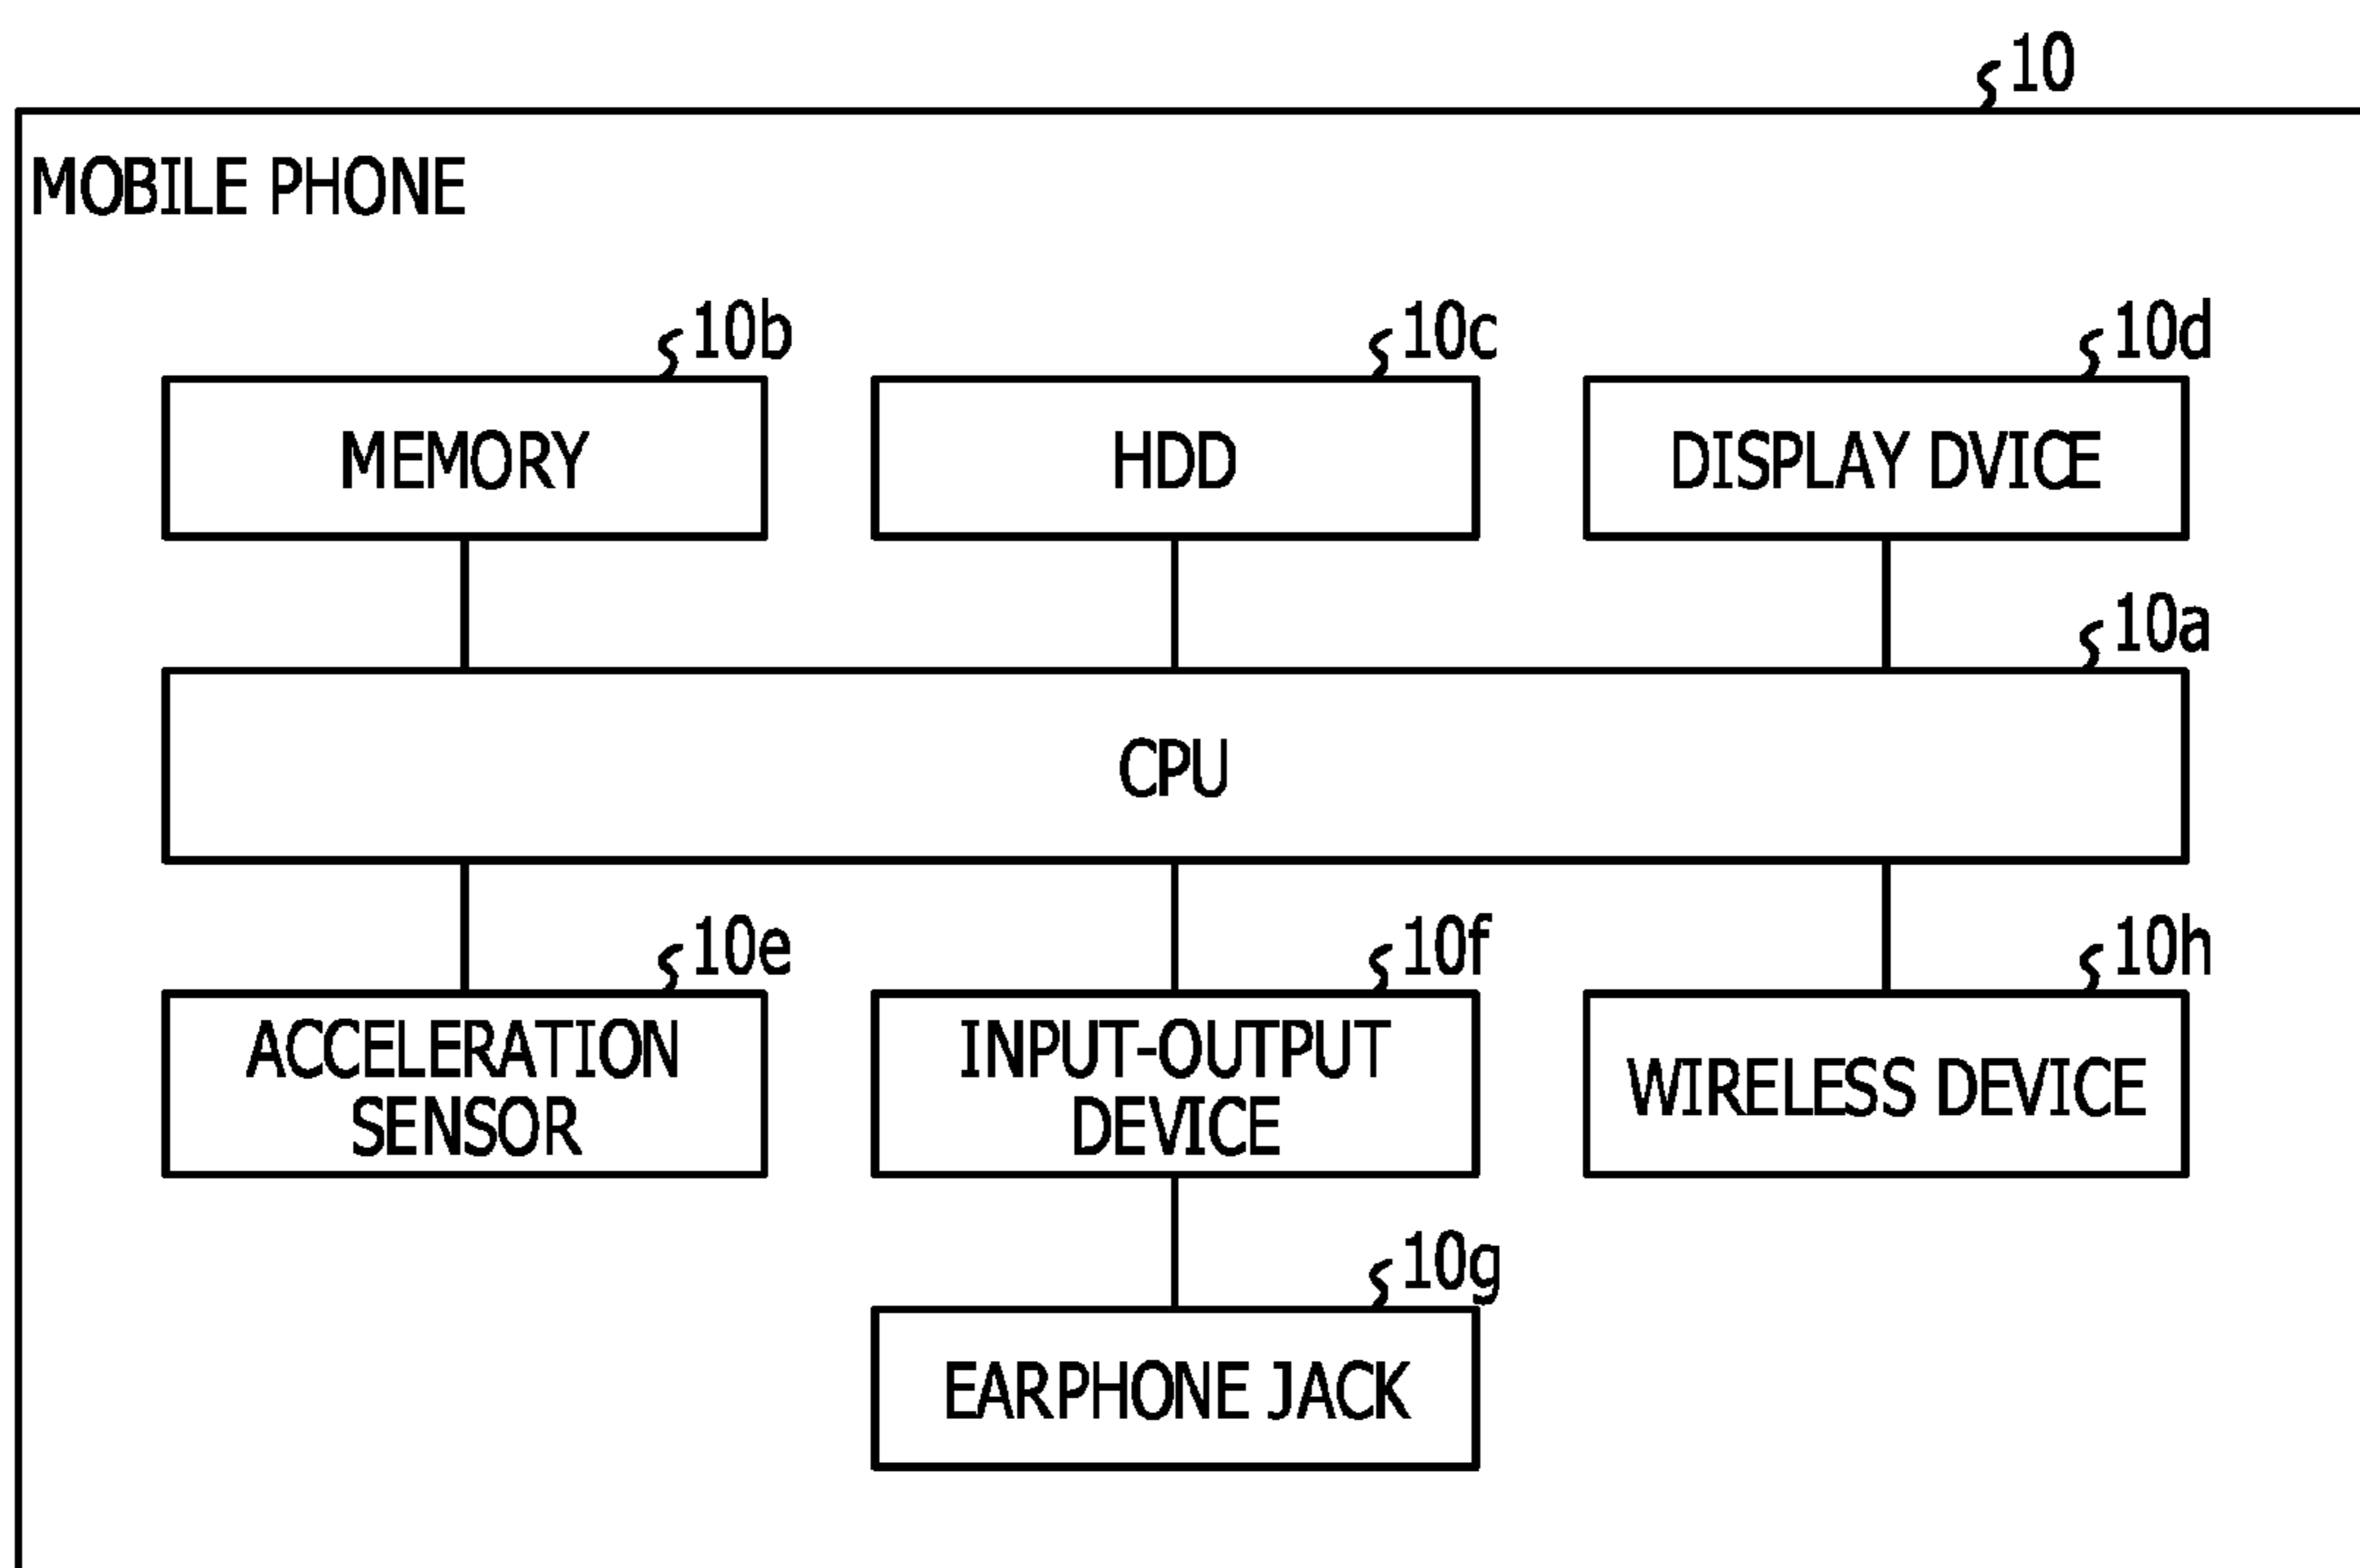 10
MOBILE PHONE
10b
10c
10d
MEMORY
HDD
DISPLAY DVICE
10a
CPU
10e
10f
10h
ACCELERATION
SENSOR
INPUT-OUTPUT
DEVICE
WIRELESS DEVICE
10g
EARPHONE JACK